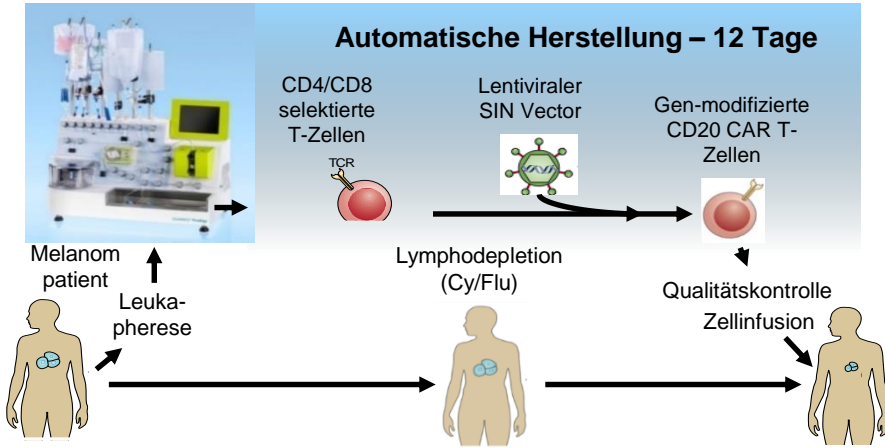 Automatische Herstellung – 12 Tage
CD4/CD8
selektierte
T-Zellen
Lentiviraler
SIN Vector
Gen-modifizierte
CD20 CAR T-
Zellen
TCR
Melanom
patient
Leuka-
pherese
Lymphodepletion
(Cy/Flu)
Qualitätskontrolle
Zellinfusion